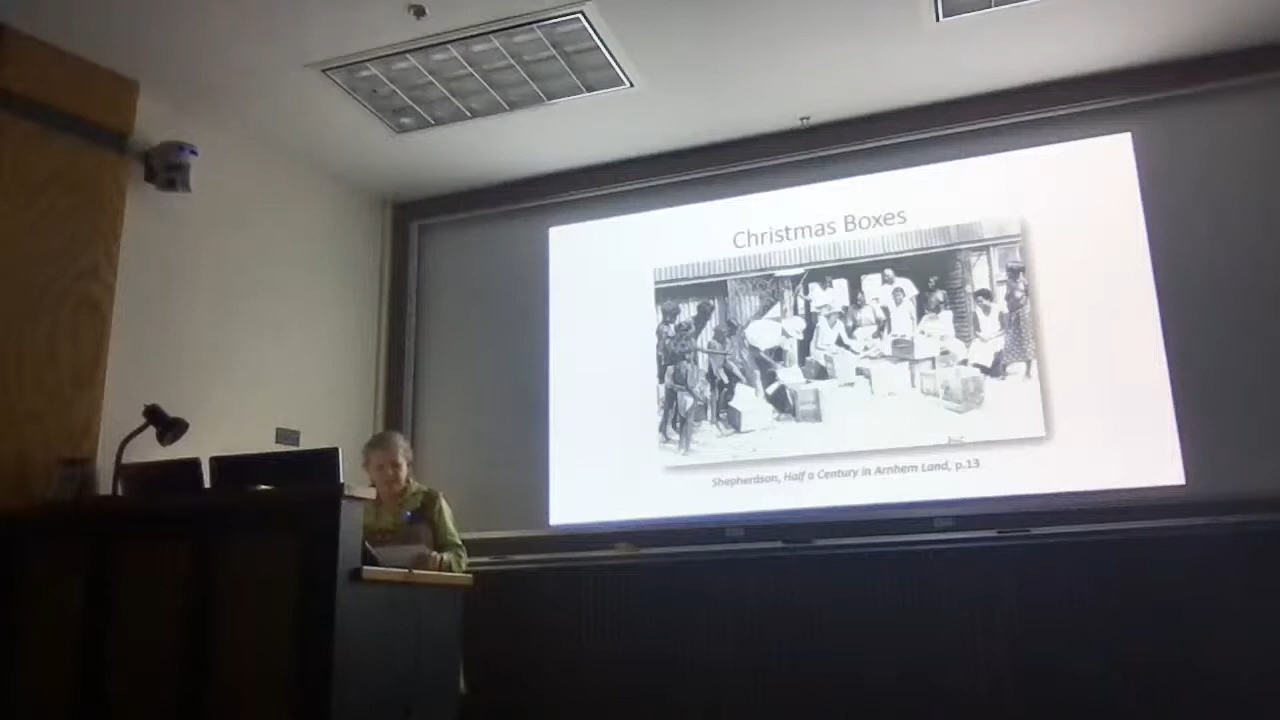 Christmas Boxes
Shepherdson, Half a Century in Arnhem Land, p.13